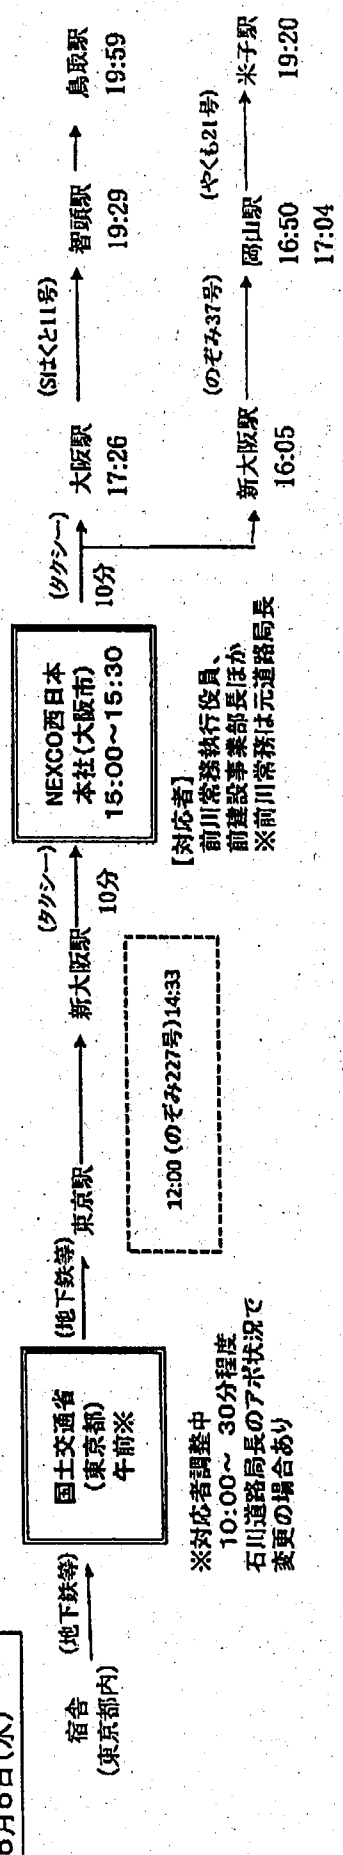 宿舎
(東京都内)
(地下鉄等)
国土交通省
(東京都)
午前※
※対応者調整中
10:00～ 30分程度
石川道路局長のアポ状況で
変更の場合あり
(地下鉄等)
東京駅
新大阪駅
12:00 (のぞみ227号)14:33
(タクシー)
10分
NEXCO西日本
本社(大阪市)
15:00～15:30
【対応者】
前川常務執行役員、
前建設事業部長ほか
※前川常務は元道路局長
(タクシー)
10分
大阪駅
17:26
(Sはくと11号)
智頭駅
19:29
鳥取駅
19:59
新大阪駅
16:05
(のぞみ37号)
岡山駅
16:50
17:04
(やくも21号)
米子駅
19:20